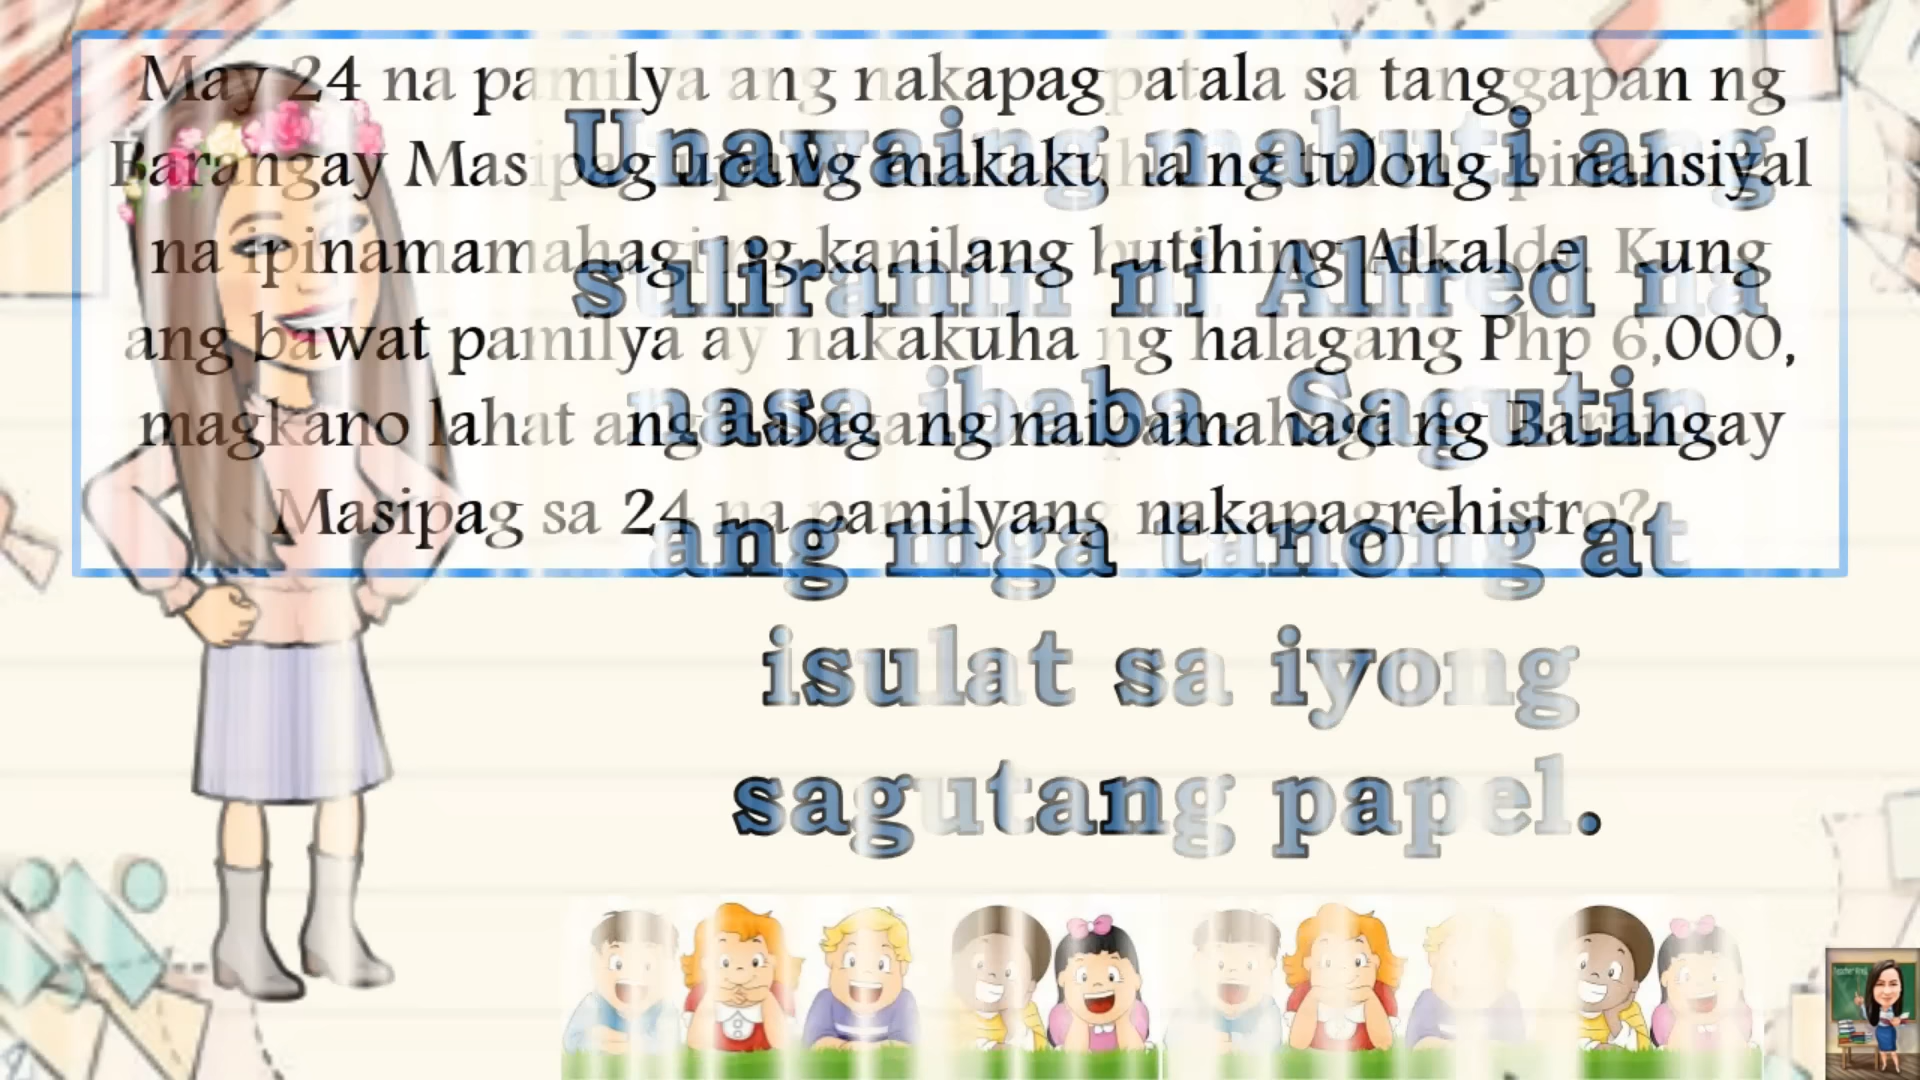 May 24 na pamilya ang nakapagpatala sa tanggapan ng
Barangay Masipag upang makakuha ng tulong pinansiyal
na ipinamamahagi ng kanilang butihing Alkalde. Kung
ang bawat pamilya ay nakakuha ng halagang Php 6,000,
magkano lahat ang halagang naibamahagi ng Barangay
Masipag sa 24 na pamilyang nakapagrehistro?
Unawaing mabuti ang
suliranin ni Alfred na
nasa ibaba. Sagutin
ang mga tanong at
isulat sa iyong
sagutang papel.